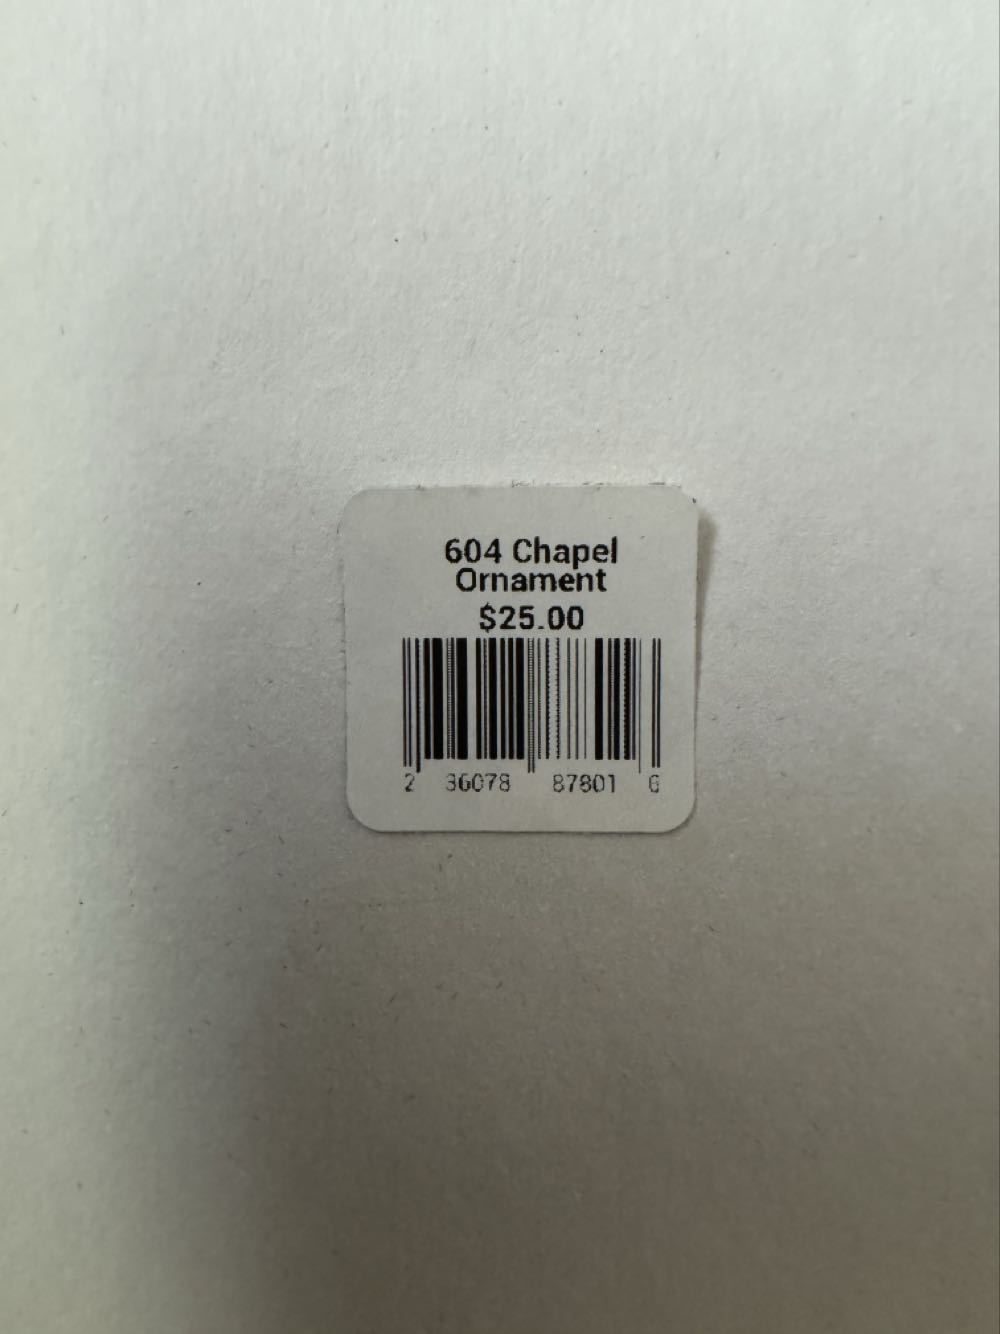 604 Chapel
Ornament
$25.00
2 36078 87801 6